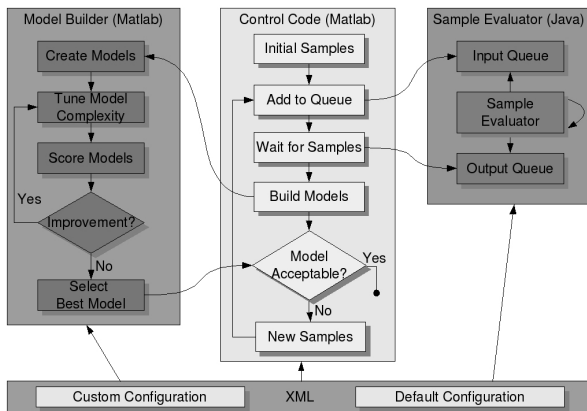 Model Builder (Matlab)
Create Models
Tune Model
Complexity
Score Models
Yes
Improvement?
No
Select
Best Model
Control Code (Matlab)
Initial Samples
Add to Queue
Wait for Samples
Build Models
Model
Acceptable?
Yes
No
New Samples
Sample Evaluator (Java)
Input Queue
Sample
Evaluator
Output Queue
Custom Configuration
XML
Default Configuration